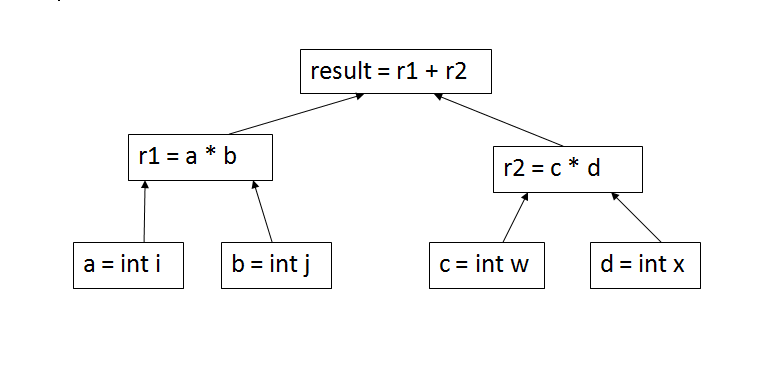 result = r1 + r2
r1 = a * b
r2 = c * d
a = int i
b = int j
c = int w
d = int x